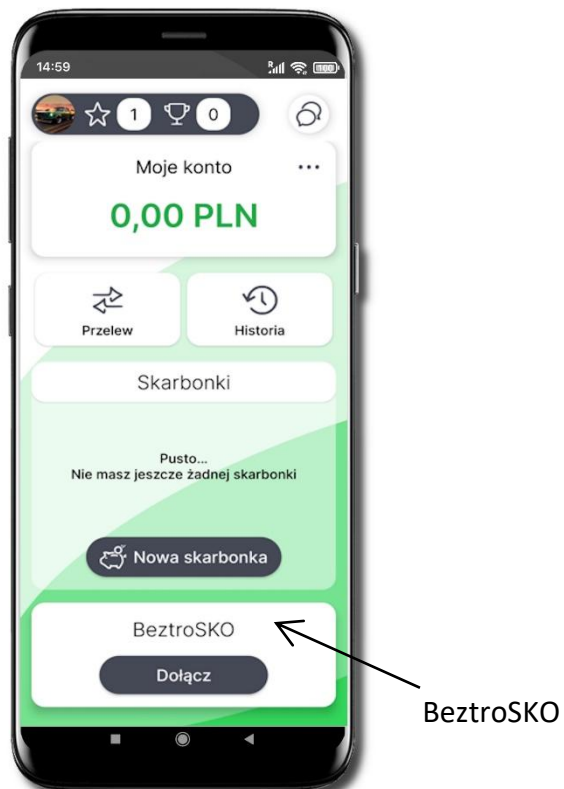 14:59
1
0
Moje konto
0,00 PLN
Przelew
Historia
Skarbonki
Pusto...
Nie masz jeszcze żadnej skarbonki
Nowa skarbonka
BeztroSKO
Dołącz
BeztroSKO